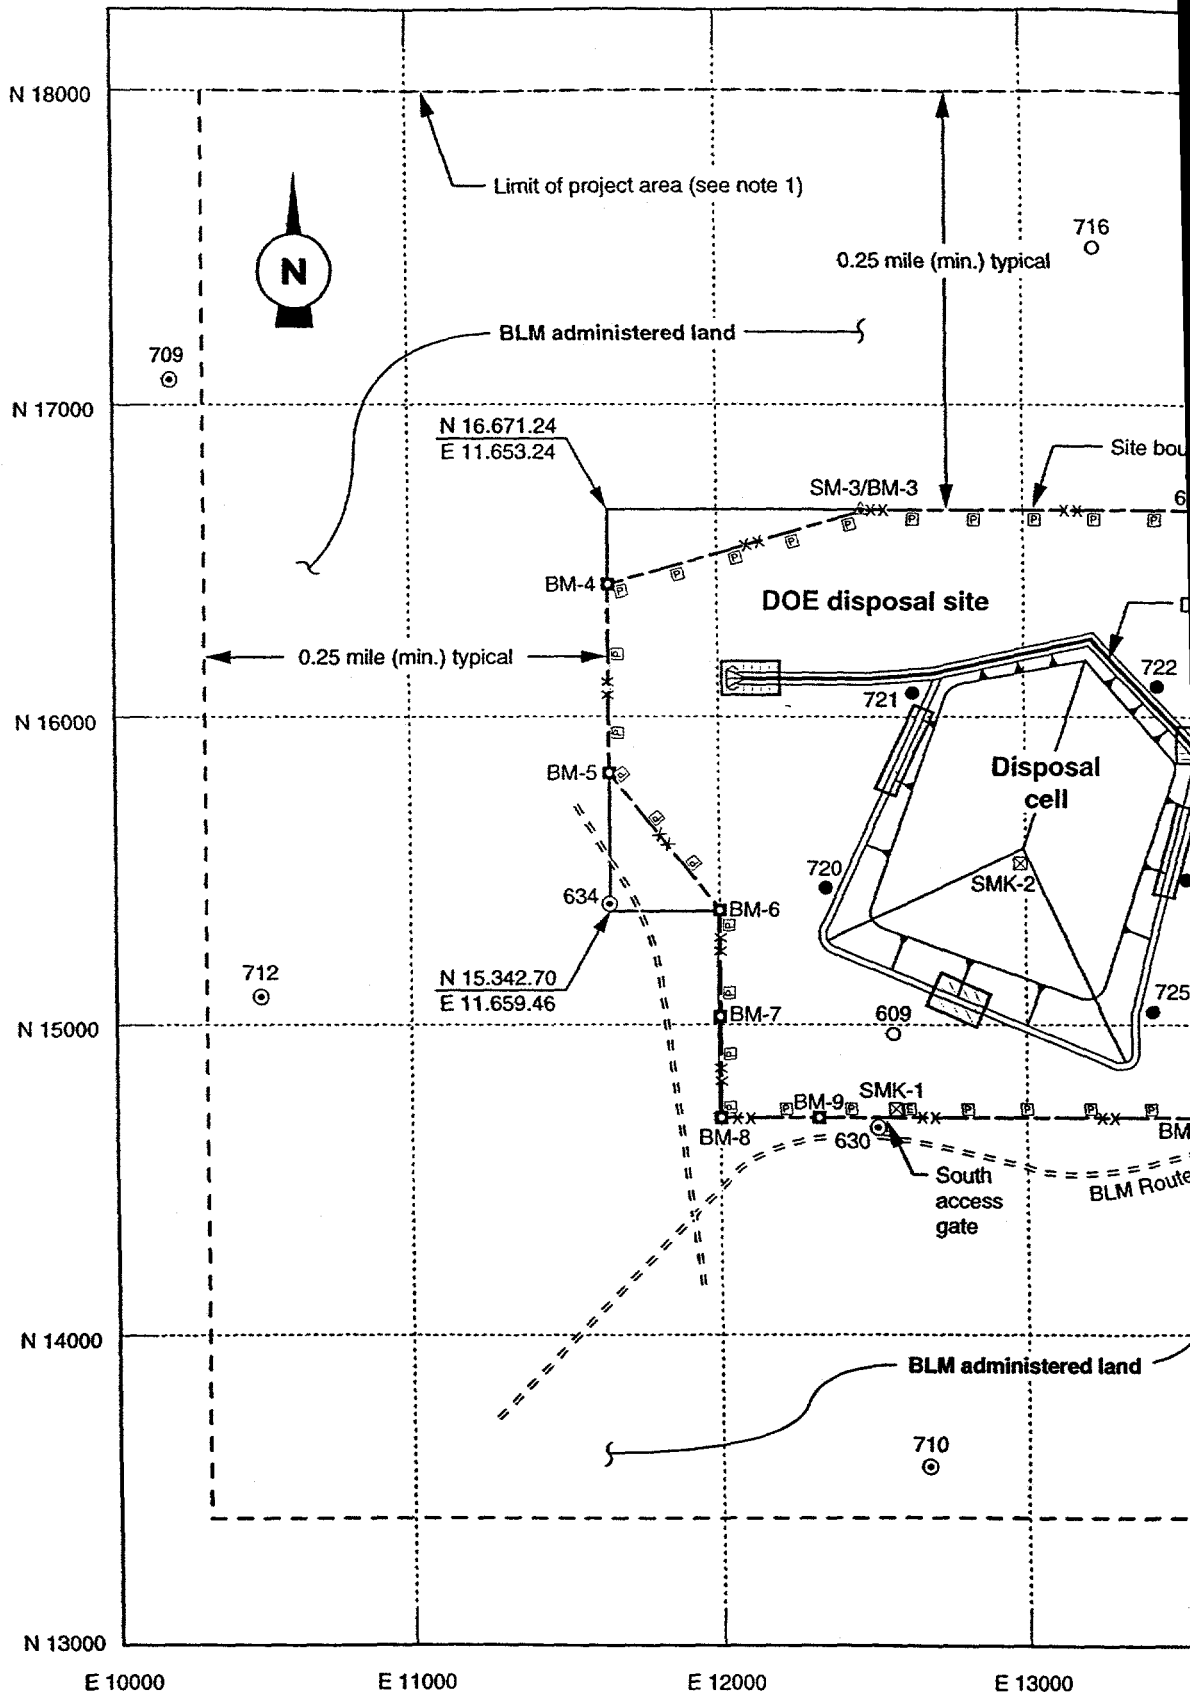 N 18000
Limit of project area (see note 1)
716
0.25 mile (min.) typical
N
BLM administered land
709
N 17000
N 16.671.24
E 11.653.24
Site bou
SM-3/BM-3
6
BM-4
DOE disposal site
0.25 mile (min.) typical
722
721
N 16000
BM-5
Disposal
cell
720
SMK-2
634
BM-6
712
N 15.342.70
E 11.659.46
725
N 15000
BM-7
609
SMK-1
BM-9
BM-8
630
BM
South
access
gate
BLM Route
N 14000
BLM administered land
710
N 13000
E 10000
E 11000
E 12000
E 13000